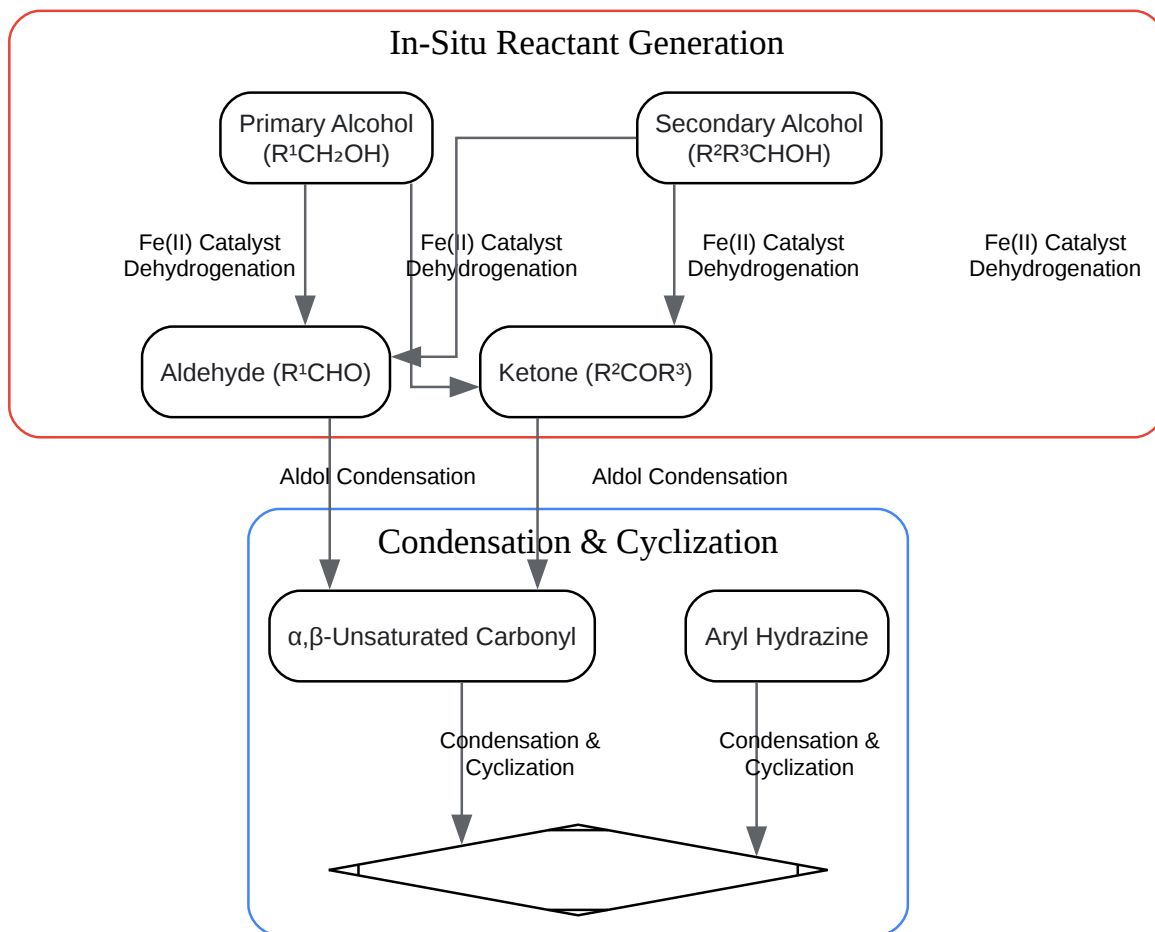 In-Situ Reactant Generation
Primary Alcohol
(R¹CH₂OH)
Secondary Alcohol
(R²R³CHOH)
Fe(II) Catalyst
Dehydrogenation
Fe(II) Catalyst
Dehydrogenation
Fe(II) Catalyst
Dehydrogenation
Fe(II) Catalyst
Dehydrogenation
Aldehyde (R¹CHO)
Ketone (R²COR³)
Aldol Condensation
Aldol Condensation
Condensation & Cyclization
α,β-Unsaturated Carbonyl
Aryl Hydrazine
Condensation &
Cyclization
Condensation &
Cyclization